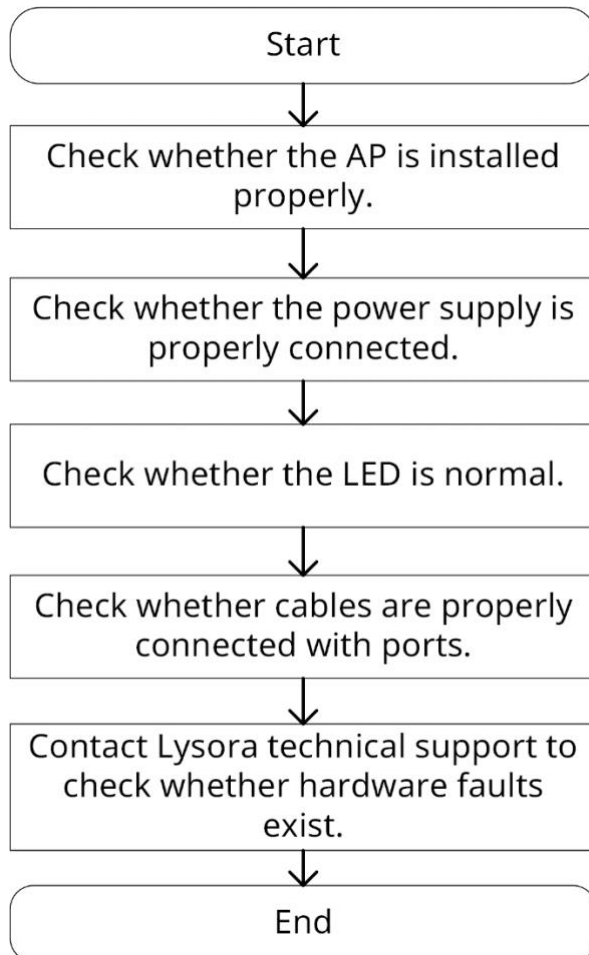 Start
Check whether the AP is installed
properly.
Check whether the power supply is
properly connected.
Check whether the LED is normal.
Check whether cables are properly
connected with ports.
Contact Lysora technical support to
check whether hardware faults
exist.
End